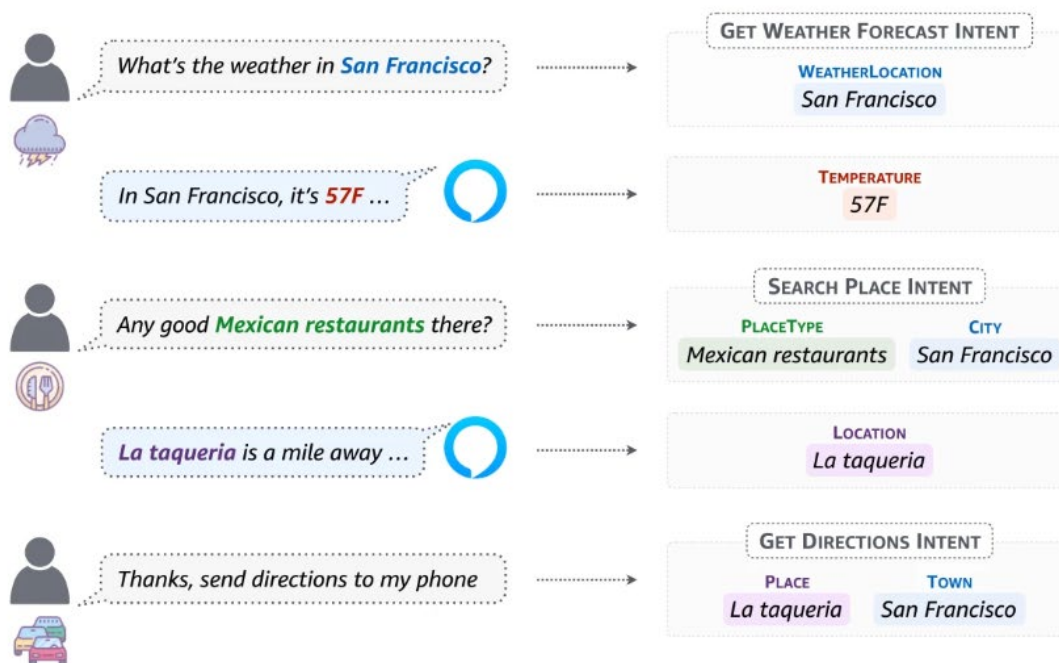 GET WEATHER FORECAST INTENT
What's the weather in San Francisco?
WEATHERLOCATION
San Francisco
In San Francisco, it's 57F ...
TEMPERATURE
57F
SEARCH PLACE INTENT
Any good Mexican restaurants there?
PLACETYPE CITY
Mexican restaurants San Francisco
La taqueria is a mile away ...
LOCATION
La taqueria
GET DIRECTIONS INTENT
Thanks, send directions to my phone
PLACE TOWN
La taqueria San Francisco